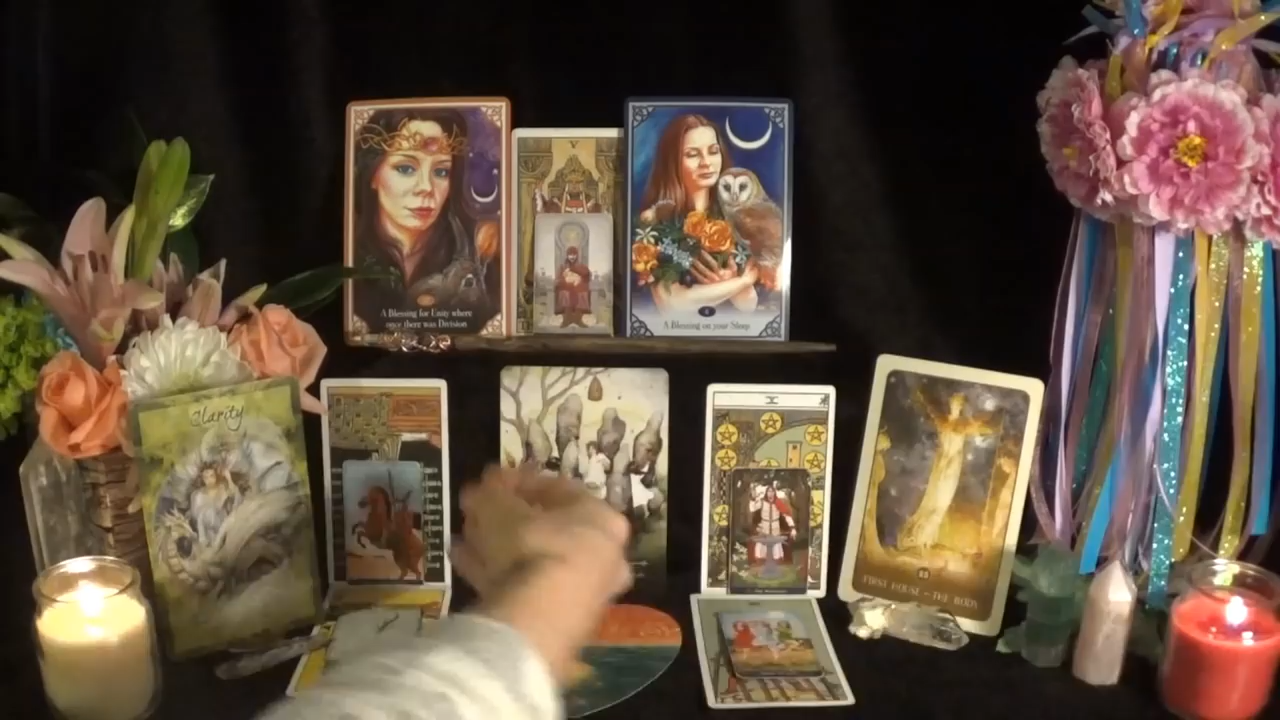 V
A Blessing for Unity where
once there was Division
A Blessing on your Sleep
Clarity
X
FIRST HOUSE - THE BODY